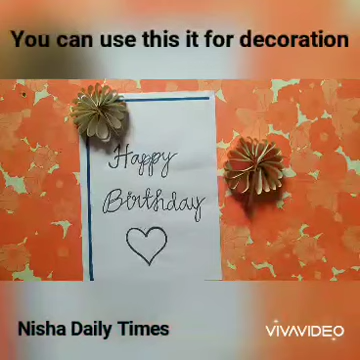 You can use this it for decoration
Happy
Birthday
Nisha Daily Times
VIVAVIDEO